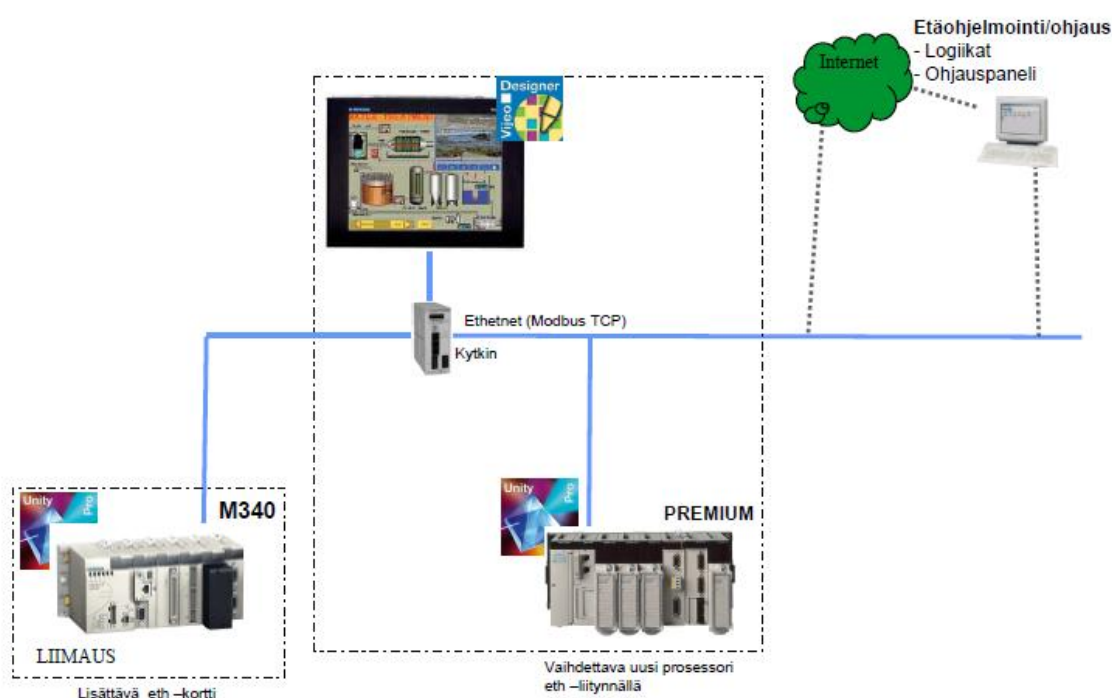 Etäohjelmointi/ohjaus
- Logiikat
- Ohjauspaneli
Internet
Vijeo Designer
Ethetnet (Modbus TCP)
Kytkin
Unity Pro
M340
LIIMAUS
Lisättävä eth –kortti
Unity Pro
PREMIUM
Vaihdettava uusi prosessori
eth –liitynnällä